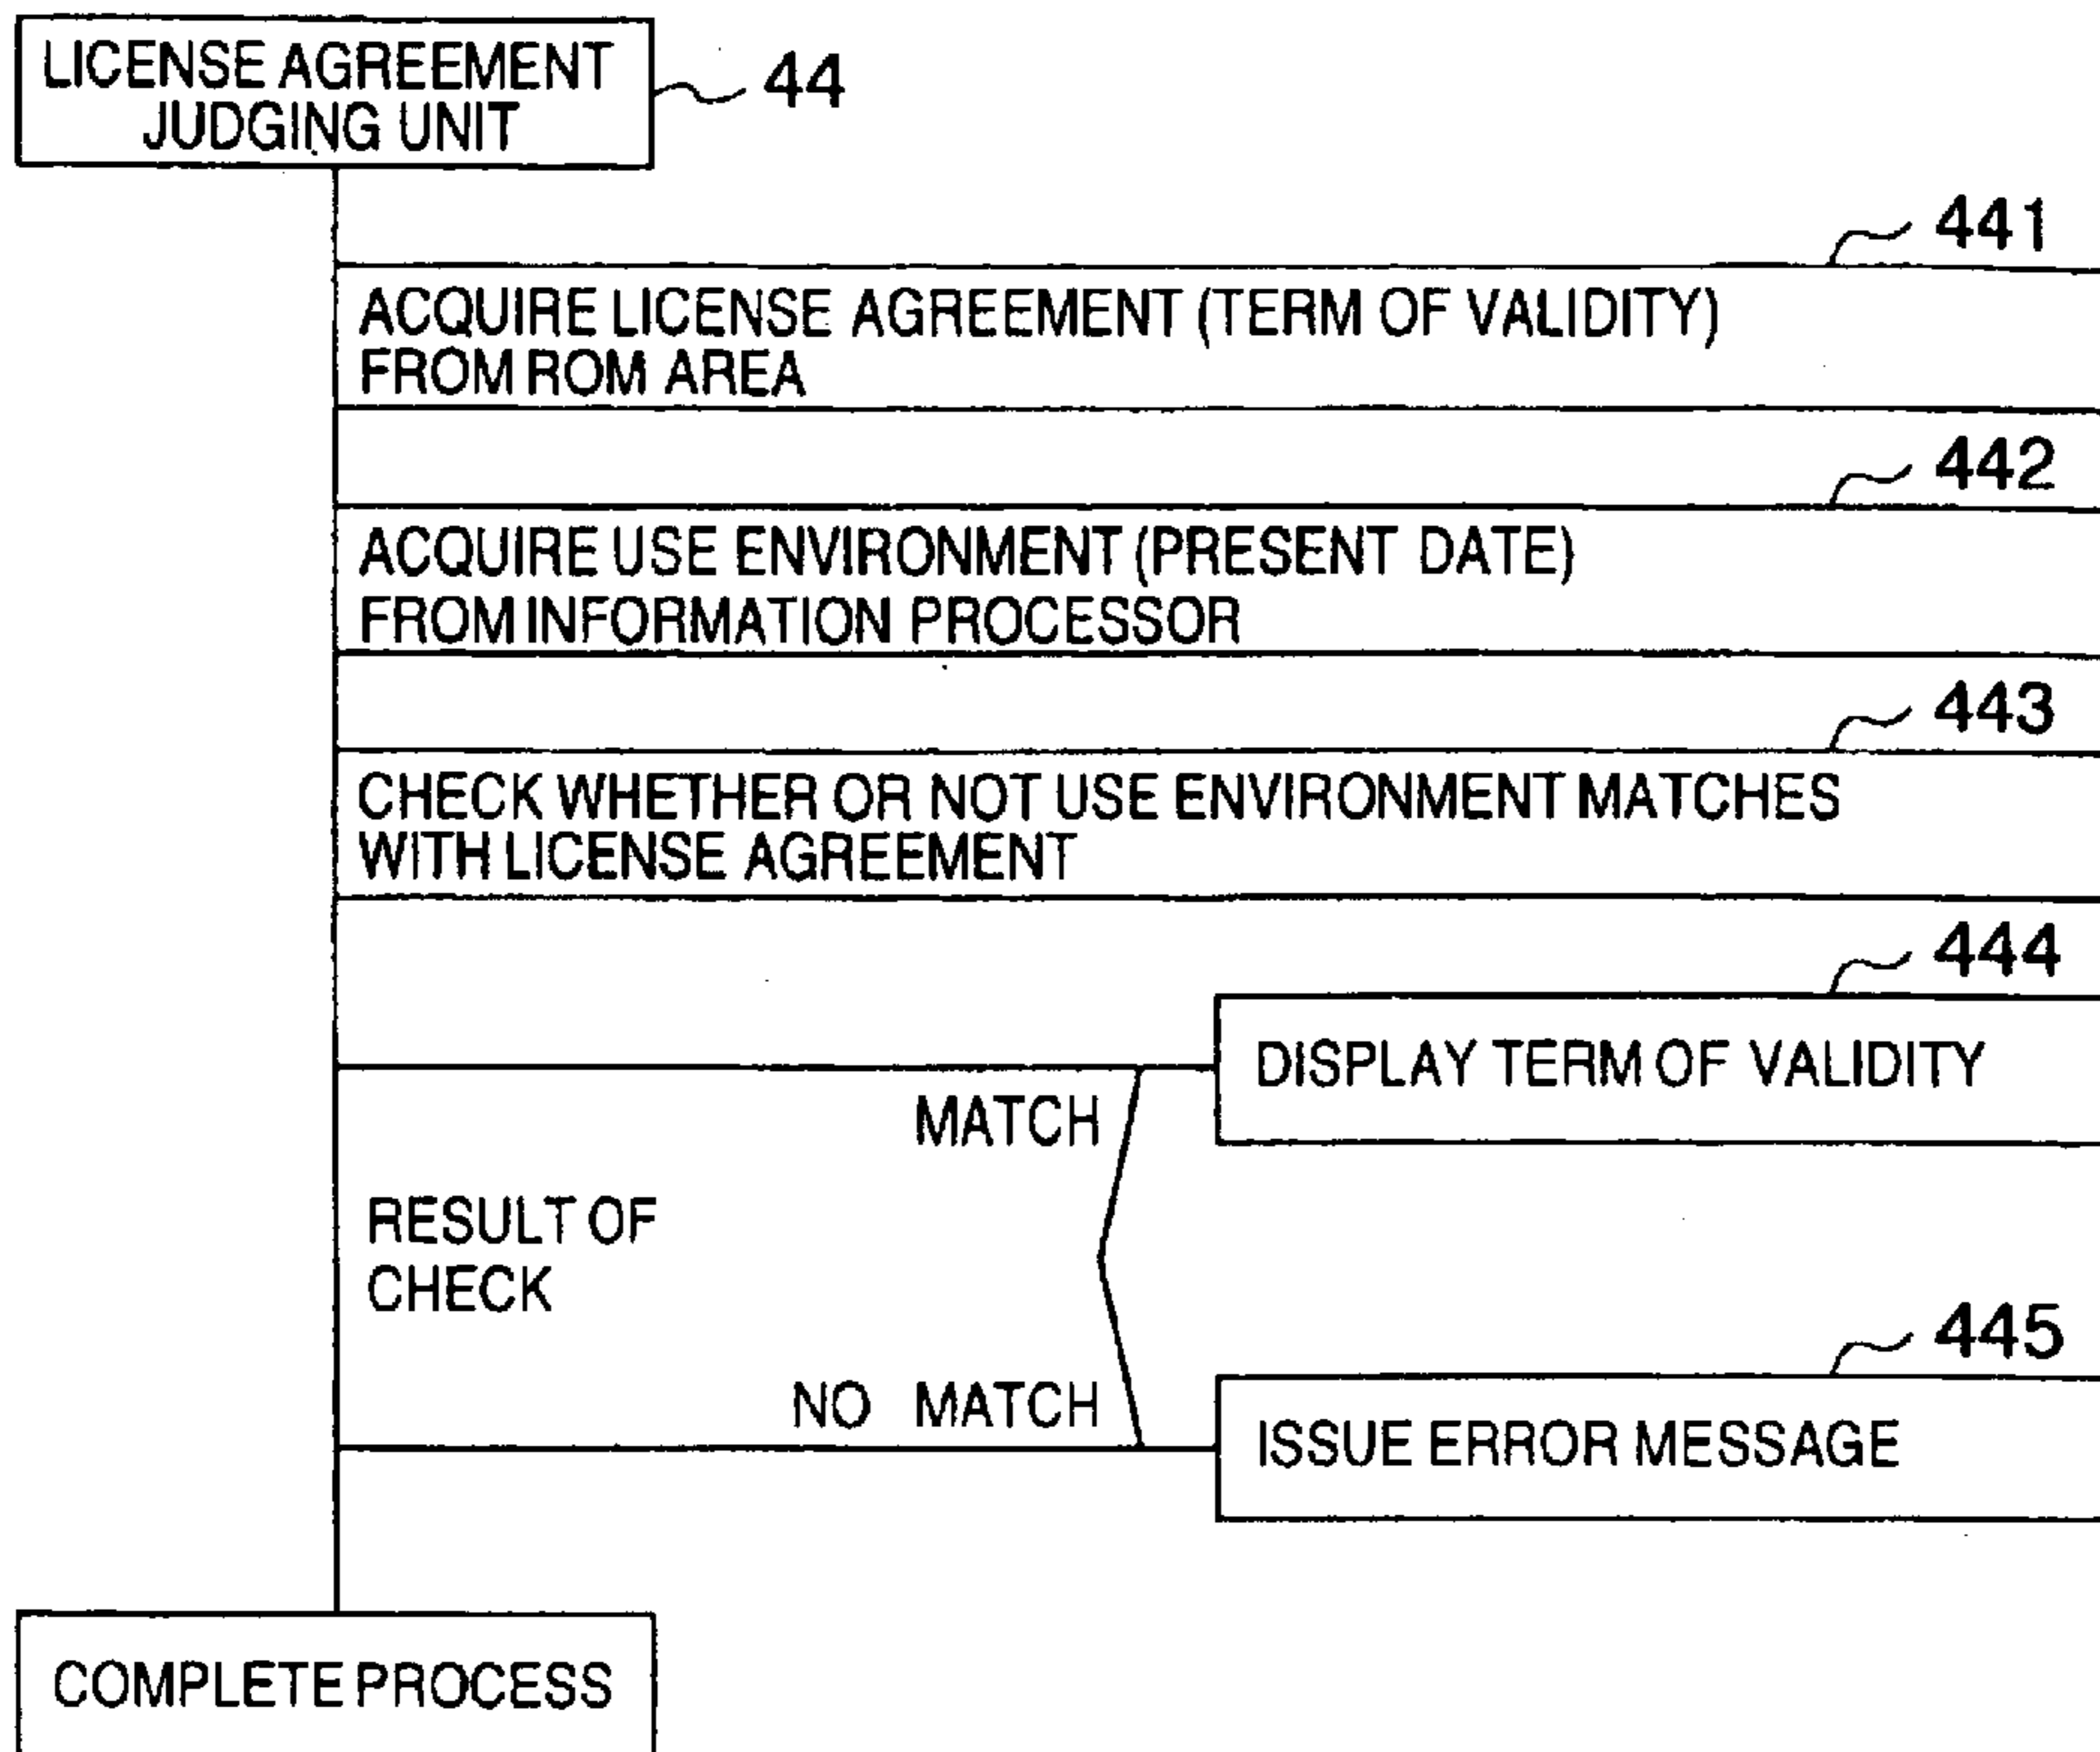 LICENSE AGREEMENT
JUDGING UNIT
44
441
ACQUIRE LICENSE AGREEMENT (TERM OF VALIDITY)
FROM ROM AREA
442
ACQUIRE USE ENVIRONMENT (PRESENT DATE)
FROM INFORMATION PROCESSOR
443
CHECK WHETHER OR NOT USE ENVIRONMENT MATCHES
WITH LICENSE AGREEMENT
444
DISPLAY TERM OF VALIDITY
MATCH
RESULT OF
CHECK
NO MATCH
445
ISSUE ERROR MESSAGE
COMPLETE PROCESS